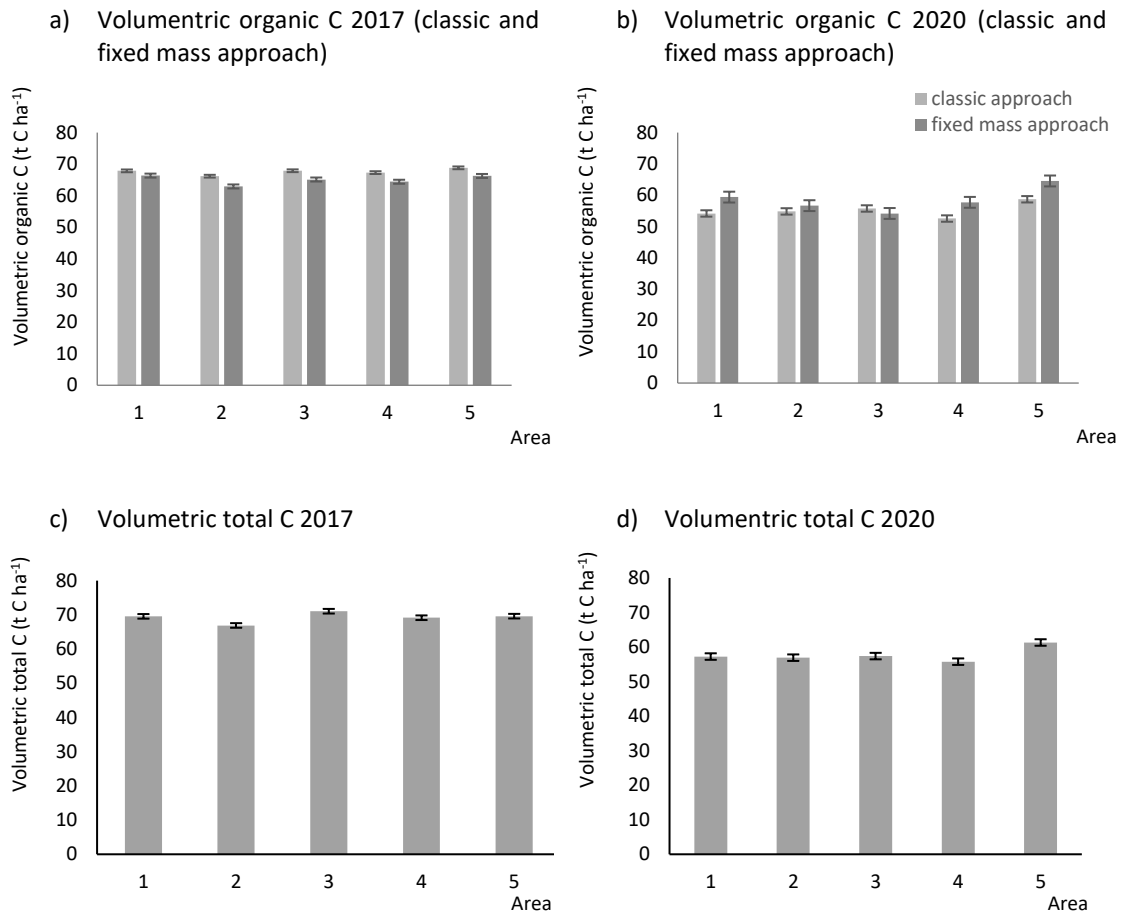 a) Volumentric organic C 2017 (classic and
fixed mass approach)
Volumetric organic C (t C ha-1)
80
70
60
50
40
30
20
10
0
1 2 3 4 5
Area
b) Volumetric organic C 2020 (classic and
fixed mass approach)
classic approach
fixed mass approach
Volumentric organic C (t C ha-1)
80
70
60
50
40
30
20
10
0
1 2 3 4 5
Area
c) Volumetric total C 2017
Volumetric total C (t C ha-1)
80
70
60
50
40
30
20
10
0
1 2 3 4 5
Area
d) Volumentric total C 2020
Volumetric total C (t C ha-1)
80
70
60
50
40
30
20
10
0
1 2 3 4 5
Area